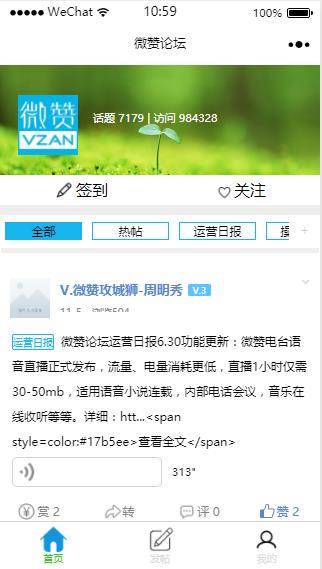 WeChat
10:59
100%
微赞论坛
微赞
VZAN
话题 7179 | 访问 984328
签到
关注
全部
热帖
运营日报
+
V.微赞攻城狮-周明秀
V.3
运营日报 微赞论坛运营日报6.30功能更新：微赞电台语
音直播正式发布，流量、电量消耗更低，直播1小时仅需
30-50mb，适用语音小说连载，内部电话会议，音乐在
线收听等等。详细：htt...<span
style=color:#17b5ee>查看全文</span>
313"
赏 2
转
评 0
赞 2
首页
发帖
我的